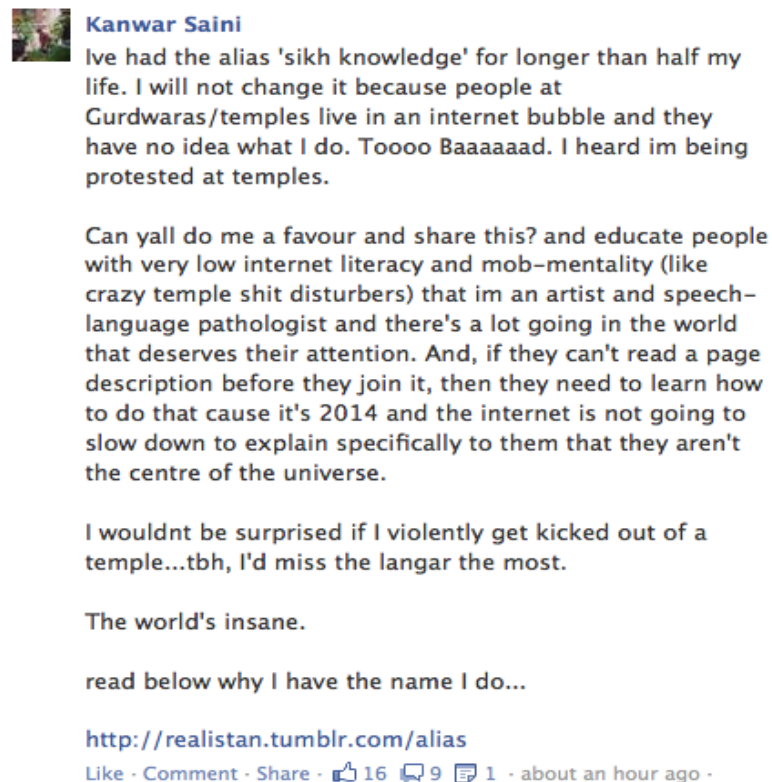 Kanwar Saini
Ive had the alias 'sikh knowledge' for longer than half my
life. I will not change it because people at
Gurdwaras/temples live in an internet bubble and they
have no idea what I do. Toooo Baaaaaad. I heard im being
protested at temples.
Can yall do me a favour and share this? and educate people
with very low internet literacy and mob-mentality (like
crazy temple shit disturbers) that im an artist and speech-
language pathologist and there's a lot going in the world
that deserves their attention. And, if they can't read a page
description before they join it, then they need to learn how
to do that cause it's 2014 and the internet is not going to
slow down to explain specifically to them that they aren't
the centre of the universe.
I wouldnt be surprised if I violently get kicked out of a
temple...tbh, I'd miss the langar the most.
The world's insane.
read below why I have the name I do...
http://realistan.tumblr.com/alias
Like · Comment · Share · 16 9 1 · about an hour ago ·